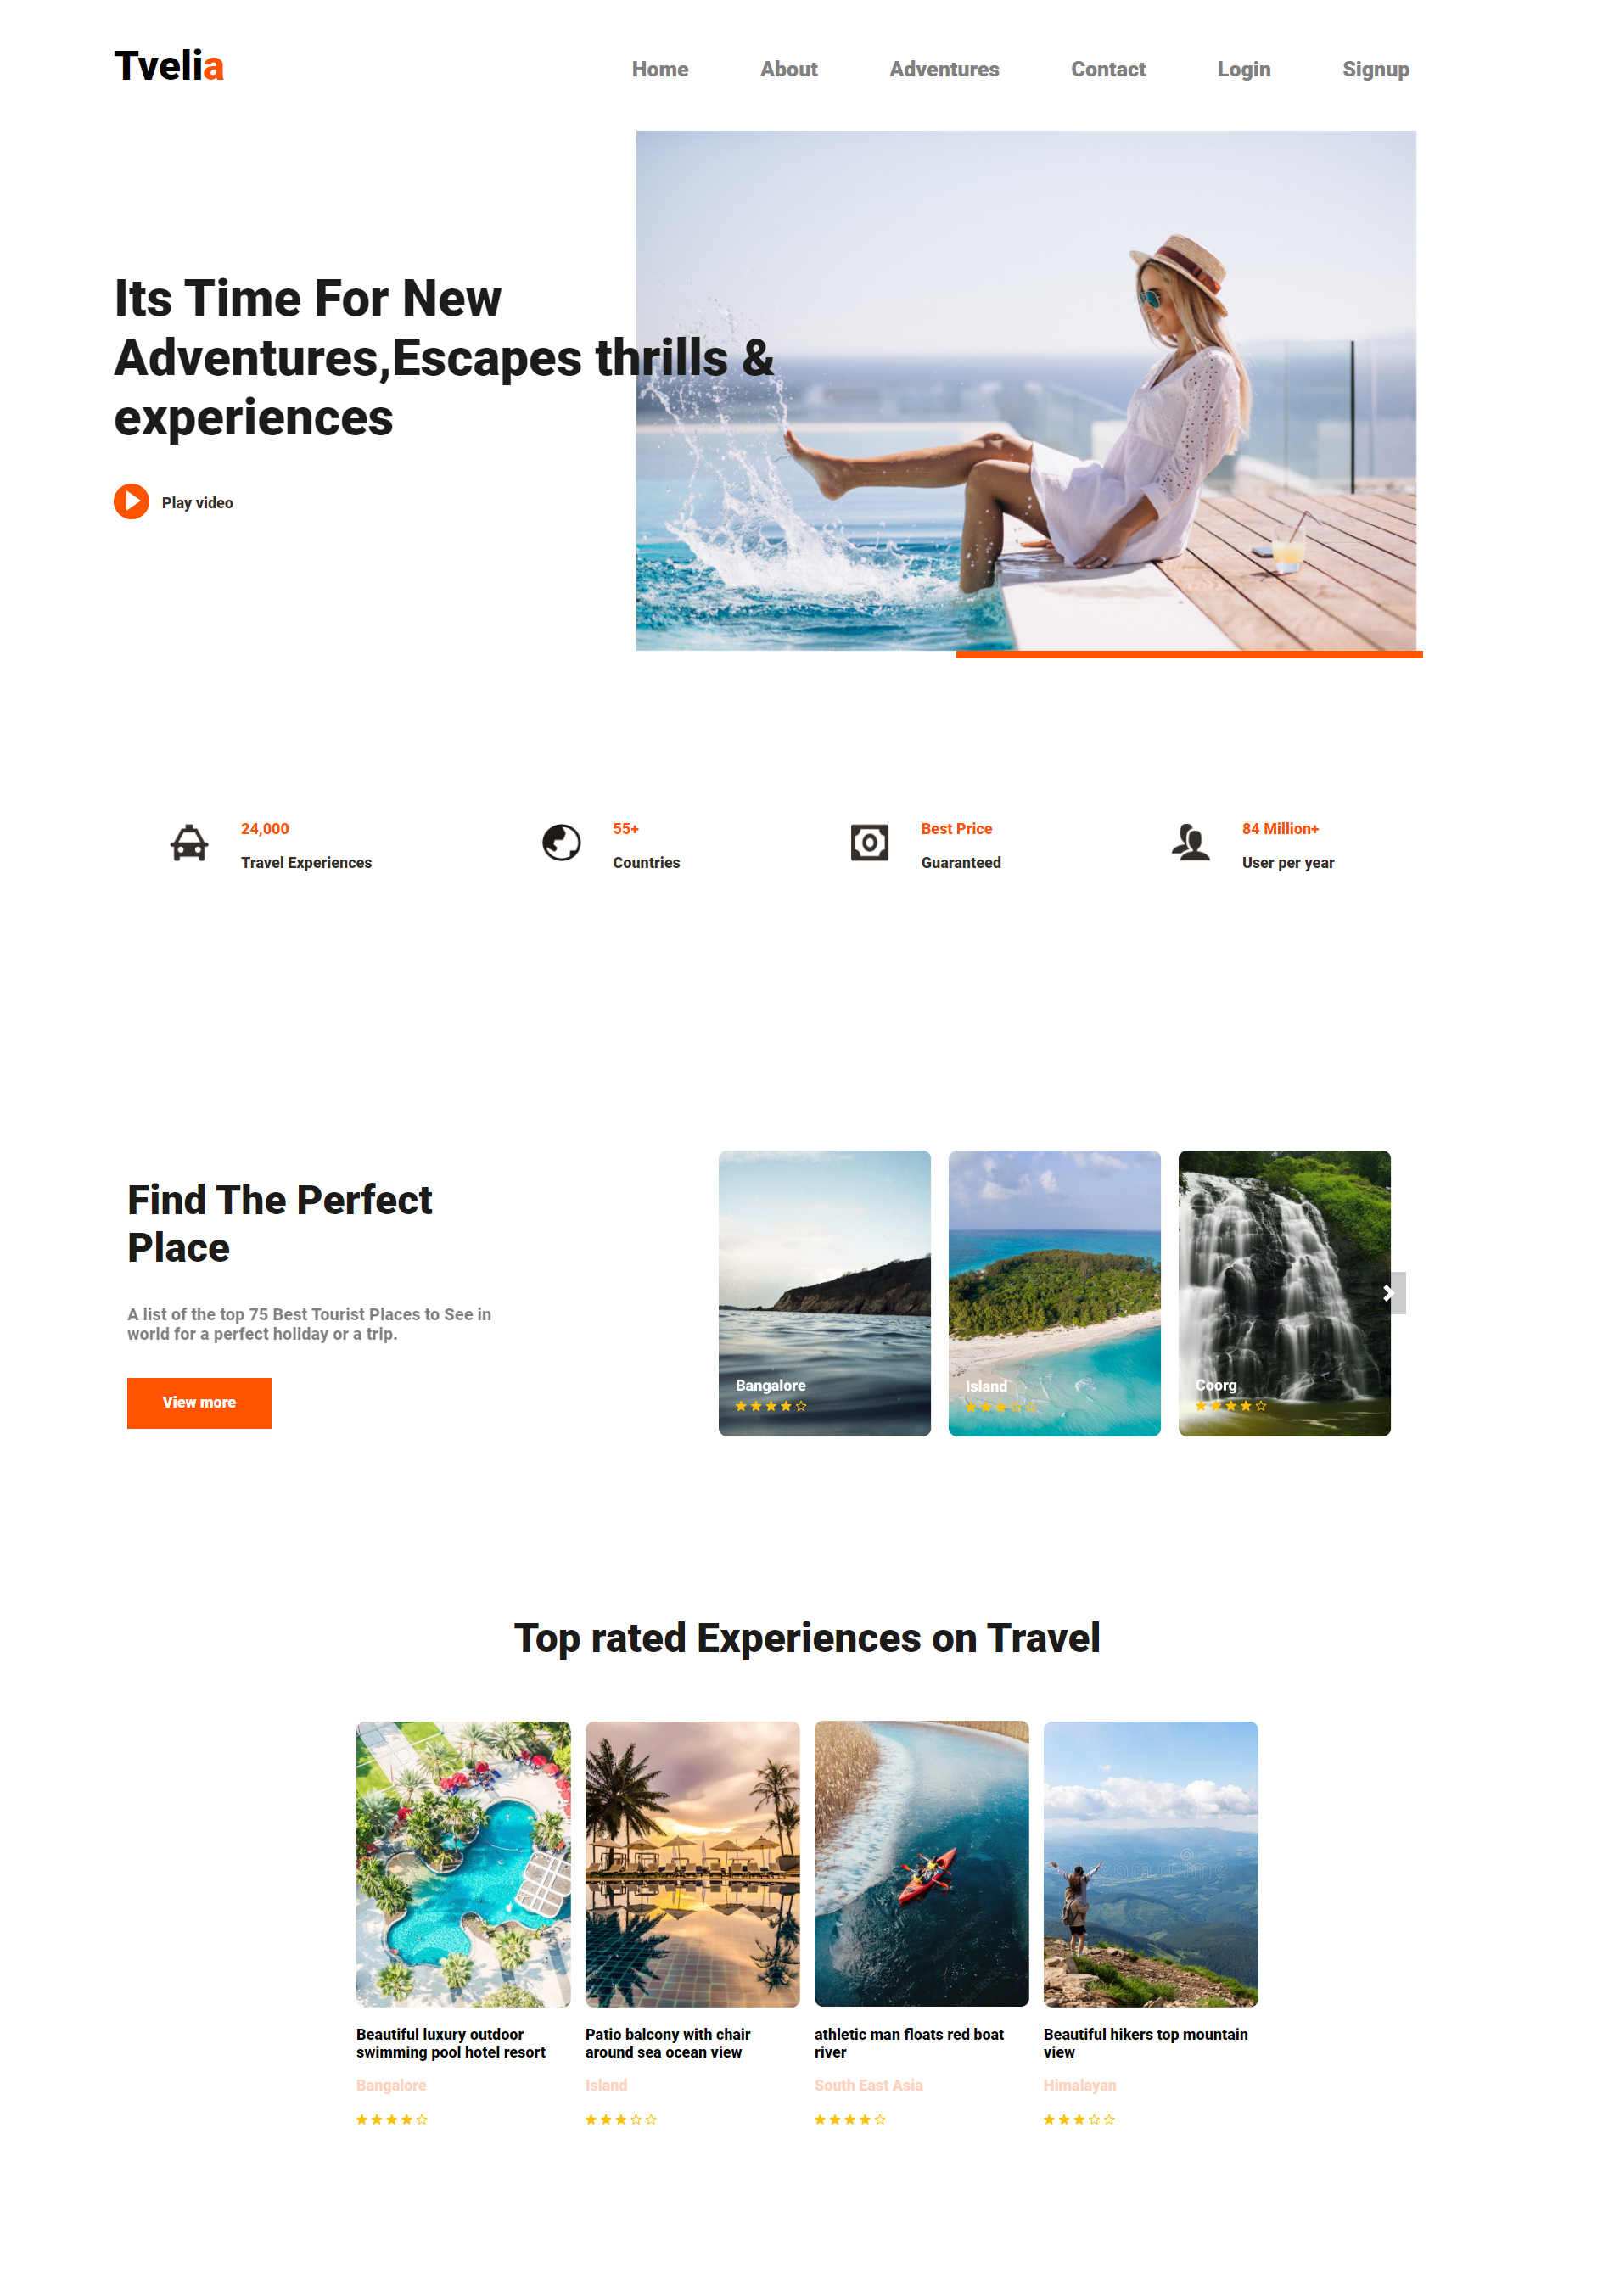 Tvelia
Home About Adventures Contact Login Signup
Its Time For New
Adventures,Escapes thrills &
experiences
Play video
24,000
Travel Experiences
55+
Countries
Best Price
Guaranteed
84 Million+
User per year
Find The Perfect
Place
A list of the top 75 Best Tourist Places to See in
world for a perfect holiday or a trip.
View more
Bangalore
Island
Coorg
Top rated Experiences on Travel
Beautiful luxury outdoor
swimming pool hotel resort
Bangalore
Patio balcony with chair
around sea ocean view
Island
athletic man floats red boat
river
South East Asia
Beautiful hikers top mountain
view
Himalayan